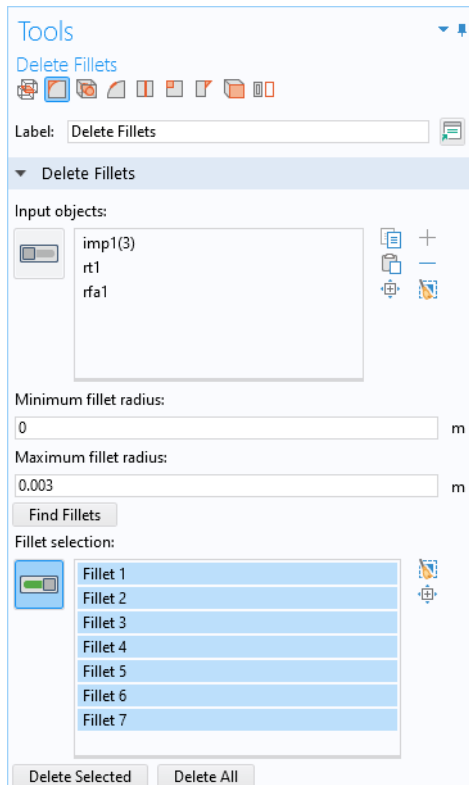 Tools
Delete Fillets
Label: Delete Fillets
Delete Fillets
Input objects:
imp1(3)
rt1
rfa1
Minimum fillet radius:
0 m
Maximum fillet radius:
0.003 m
Find Fillets
Fillet selection:
Fillet 1
Fillet 2
Fillet 3
Fillet 4
Fillet 5
Fillet 6
Fillet 7
Delete Selected Delete All